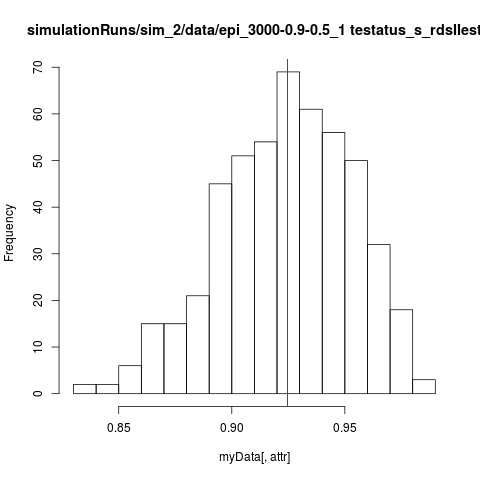 simulationRuns/sim_2/data/epi_3000-0.9-0.5_1 testatus_s_rdsllest
Frequency
70
60
50
40
30
20
10
0
0.85 0.90 0.95
myData[, attr]